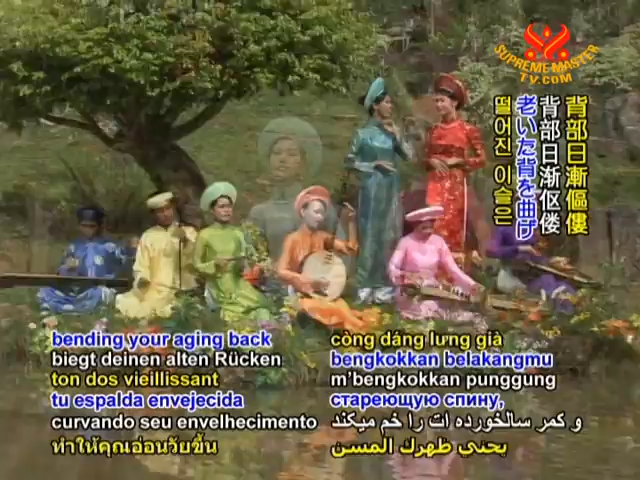 SUPREME MASTER
TV.COM
背部日漸傴僂
背部日渐伛偻
老いた背を曲げ
떨어진 이슬은
bending your aging back
biegt deinen alten Rücken
ton dos vieillissant
tu espalda envejecida
curvando seu envelhecimento
ทำให้คุณอ่อนวัยขึ้น
còng dáng lưng già
bengkokkan belakangmu
m'bengkokkan punggung
стареющую спину,
و کمر سالخورده ات را خم میکند
يحني ظهرك المسن